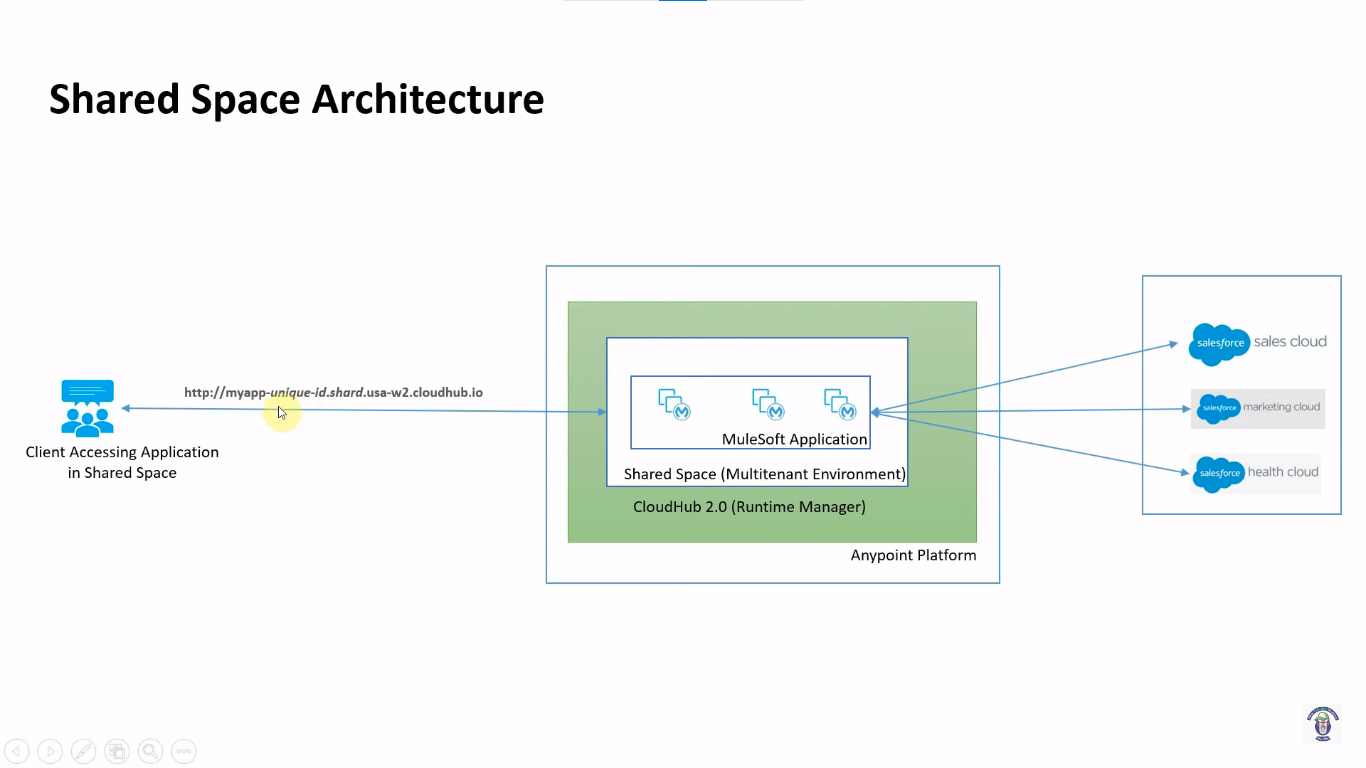 Shared Space Architecture
http://myapp-unique-id.shard.usa-w2.cloudhub.io
Client Accessing Application
in Shared Space
MuleSoft Application
Shared Space (Multitenant Environment)
CloudHub 2.0 (Runtime Manager)
Anypoint Platform
salesforce sales cloud
salesforce marketing cloud
salesforce health cloud